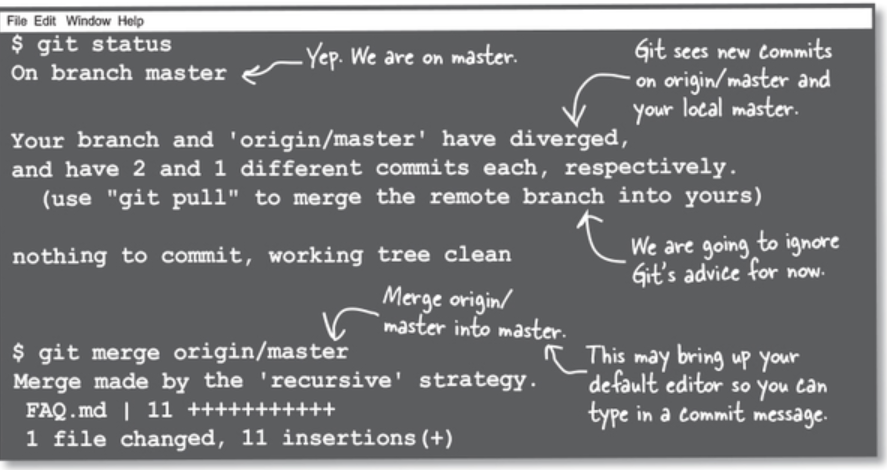 File Edit Window Help
$ git status
On branch master
Yep. We are on master.
Git sees new commits
on origin/master and
your local master.
Your branch and 'origin/master' have diverged,
and have 2 and 1 different commits each, respectively.
(use "git pull" to merge the remote branch into yours)
We are going to ignore
Git's advice for now.
nothing to commit, working tree clean
Merge origin/
master into master.
$ git merge origin/master
This may bring up your
default editor so you can
type in a commit message.
Merge made by the 'recursive' strategy.
FAQ.md | 11 +++++++++++
1 file changed, 11 insertions(+)